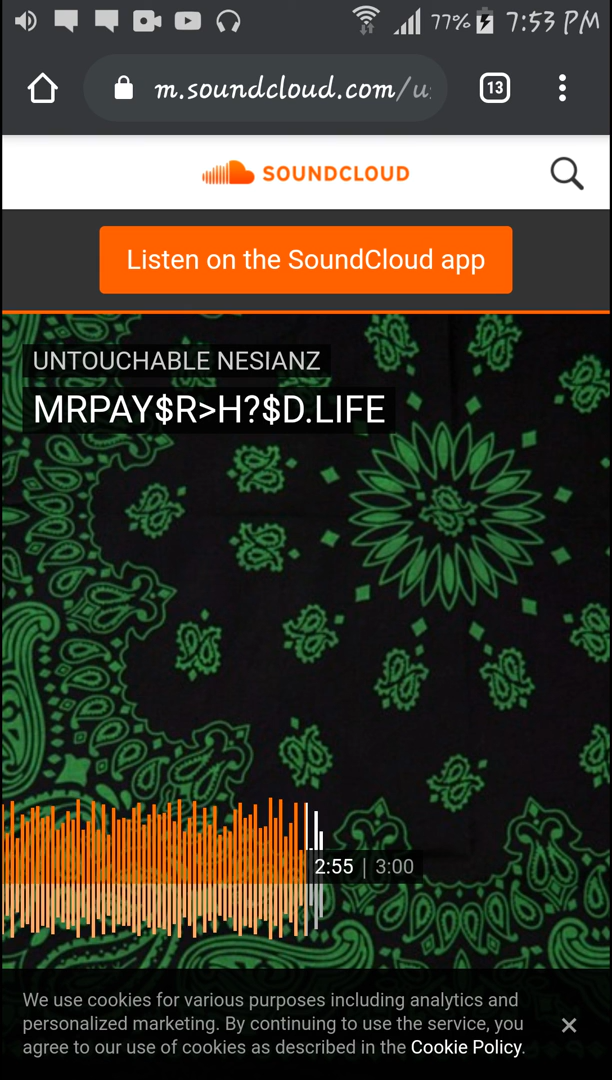 77% 7:53 PM
m.soundcloud.com/u
13
SOUNDCLOUD
Listen on the SoundCloud app
UNTOUCHABLE NESIANZ
MRPAY$R>H?$D.LIFE
2:55 | 3:00
We use cookies for various purposes including analytics and
personalized marketing. By continuing to use the service, you
agree to our use of cookies as described in the Cookie Policy.